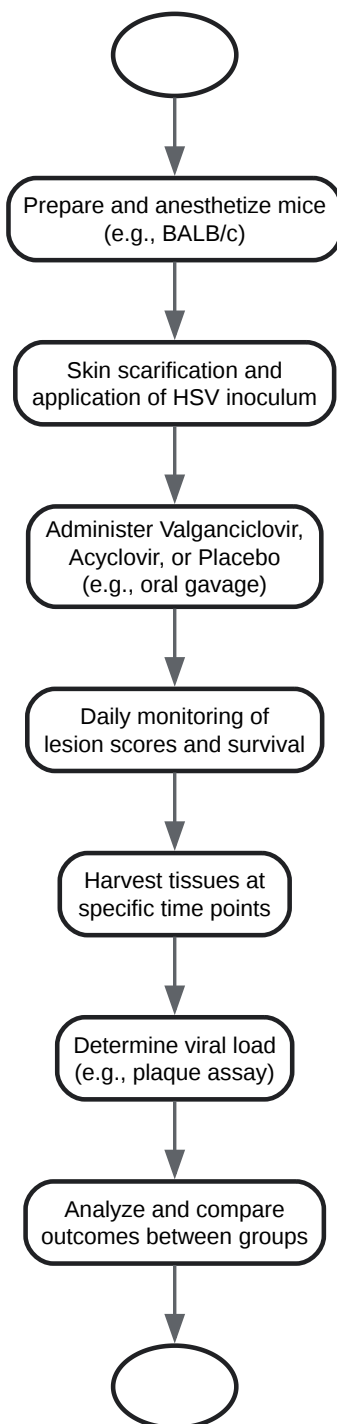 Prepare and anesthetize mice
(e.g., BALB/c)
Skin scarification and
application of HSV inoculum
Administer Valganciclovir,
Acyclovir, or Placebo
(e.g., oral gavage)
Daily monitoring of
lesion scores and survival
Harvest tissues at
specific time points
Determine viral load
(e.g., plaque assay)
Analyze and compare
outcomes between groups